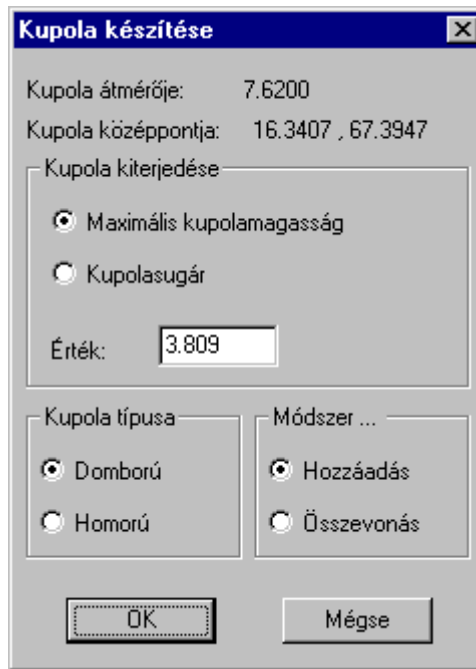 Kupola készítése
Kupola átmérője: 7.6200
Kupola középpontja: 16.3407 , 67.3947
Kupola kiterjedése
Maximális kupolamagasság
Kupolasugár
Érték: 3.809
Kupola típusa
Domború
Homorú
Módszer ...
Hozzáadás
Összevonás
OK
Mégse